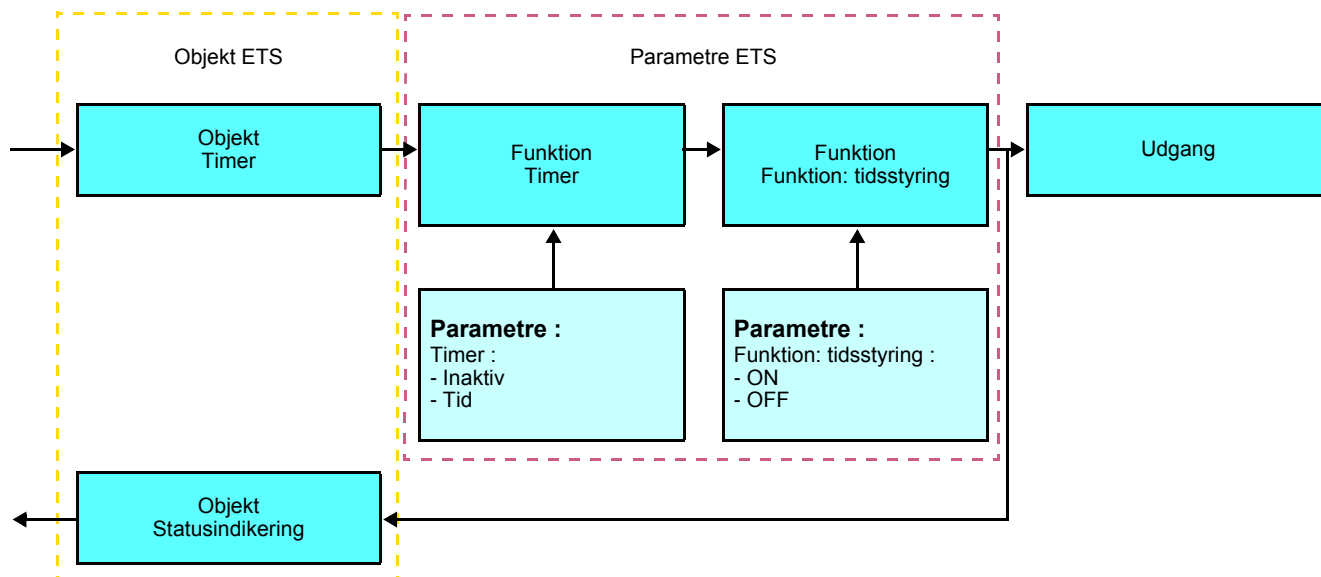 Objekt ETS
Parametre ETS
Objekt
Timer
Funktion
Timer
Funktion
Funktion: tidsstyring
Udgang
Parametre :
Timer :
- Inaktiv
- Tid
Parametre :
Funktion: tidsstyring :
- ON
- OFF
Objekt
Statusindikering